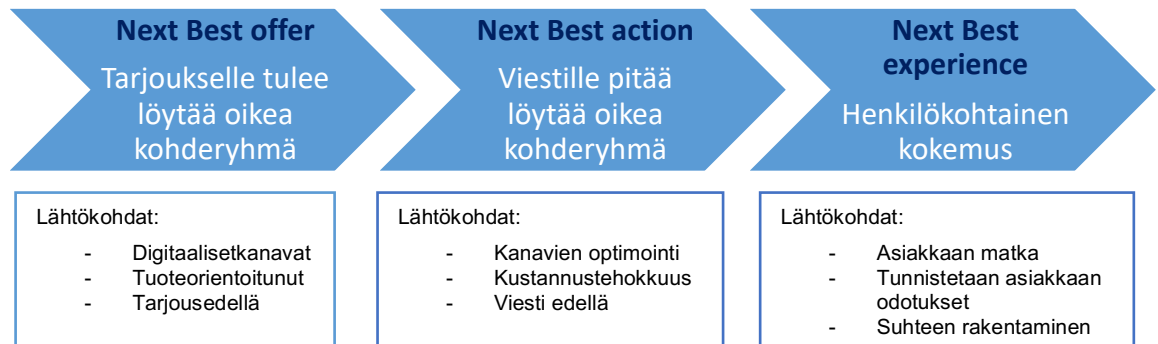 Next Best offer
Tarjoukselle tulee
löytää oikea
kohderyhmä
Next Best action
Viestille pitää
löytää oikea
kohderyhmä
Next Best
experience
Henkilökohtainen
kokemus
Lähtökohdat:
- Digitaalisetkanavat
- Tuoteorientoitunut
- Tarjousedellä
Lähtökohdat:
- Kanavien optimointi
- Kustannustehokkuus
- Viesti edellä
Lähtökohdat:
- Asiakkaan matka
- Tunnistetaan asiakkaan
odotukset
- Suhteen rakentaminen